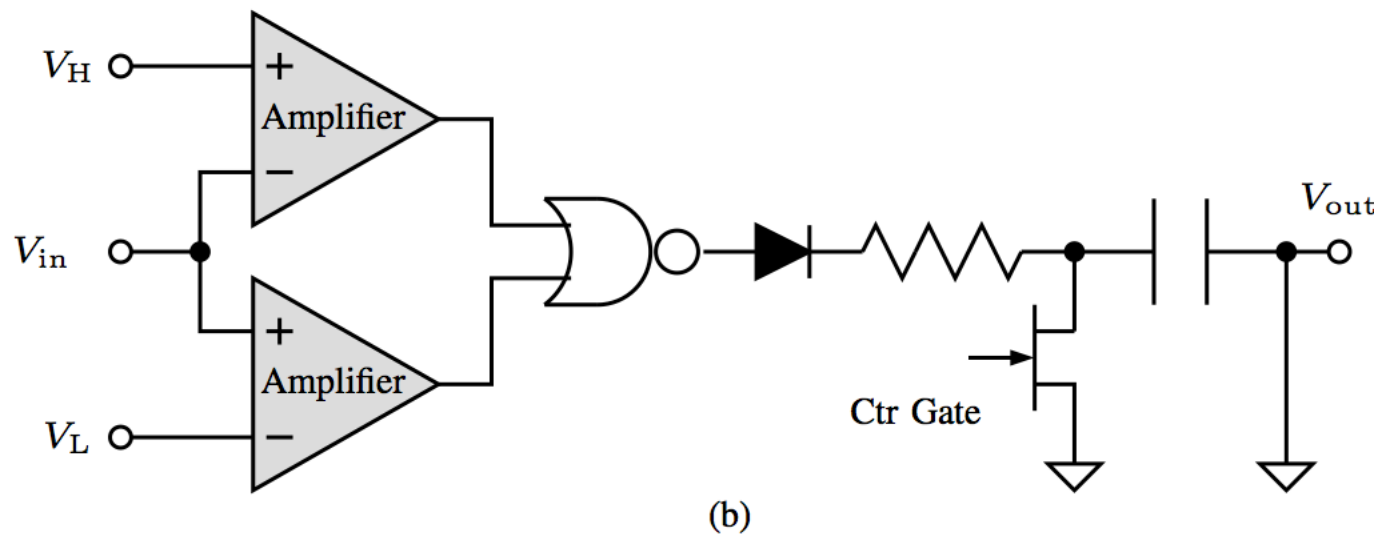 V_H
+
Amplifier
−
V_in
+
Amplifier
−
V_L
V_out
Ctr Gate
(b)